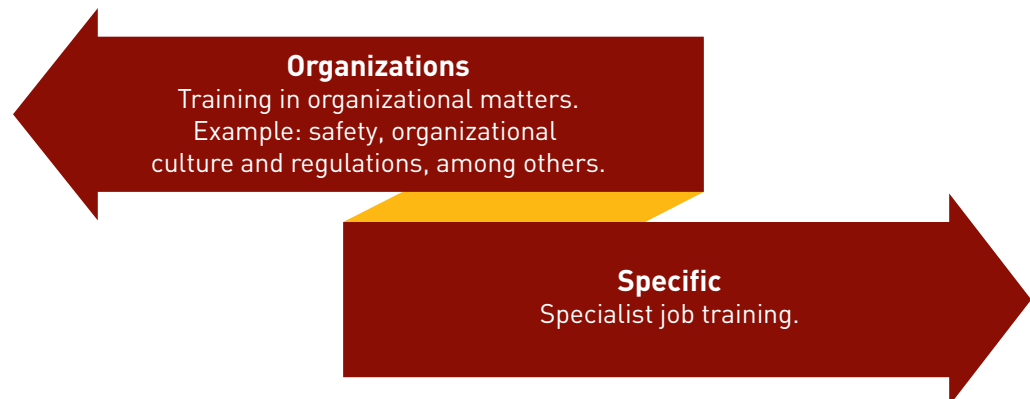 Organizations
Training in organizational matters.
Example: safety, organizational
culture and regulations, among others.
Specific
Specialist job training.